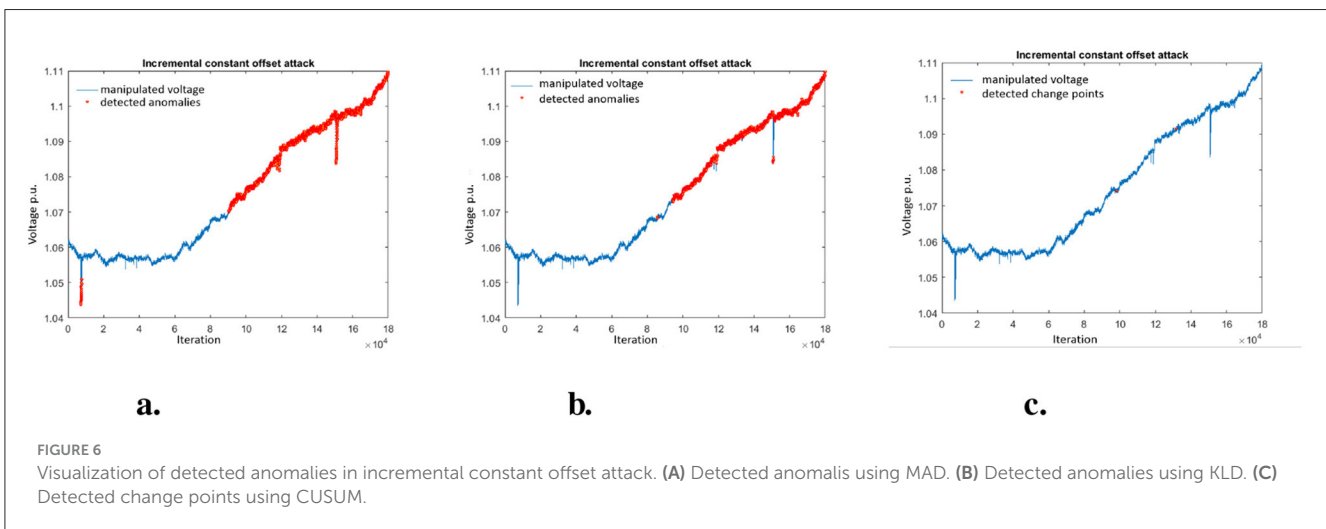 Incremental constant offset attack
1.11
manipulated voltage
detected anomalies
1.1
1.09
1.08
1.07
1.06
1.05
1.04
Voltage p.u.
0 2 4 6 8 10 12 14 16 18
Iteration
×10^4
a.
Incremental constant offset attack
1.11
manipulated voltage
detected anomalies
1.1
1.09
1.08
1.07
1.06
1.05
1.04
Voltage p.u.
0 2 4 6 8 10 12 14 16 18
Iteration
×10^4
b.
Incremental constant offset attack
1.11
manipulated voltage
detected change points
1.1
1.09
1.08
1.07
1.06
1.05
1.04
Voltage p.u.
0 2 4 6 8 10 12 14 16 18
Iteration
×10^4
c.
FIGURE 6
Visualization of detected anomalies in incremental constant offset attack. (A) Detected anomalis using MAD. (B) Detected anomalies using KLD. (C)
Detected change points using CUSUM.